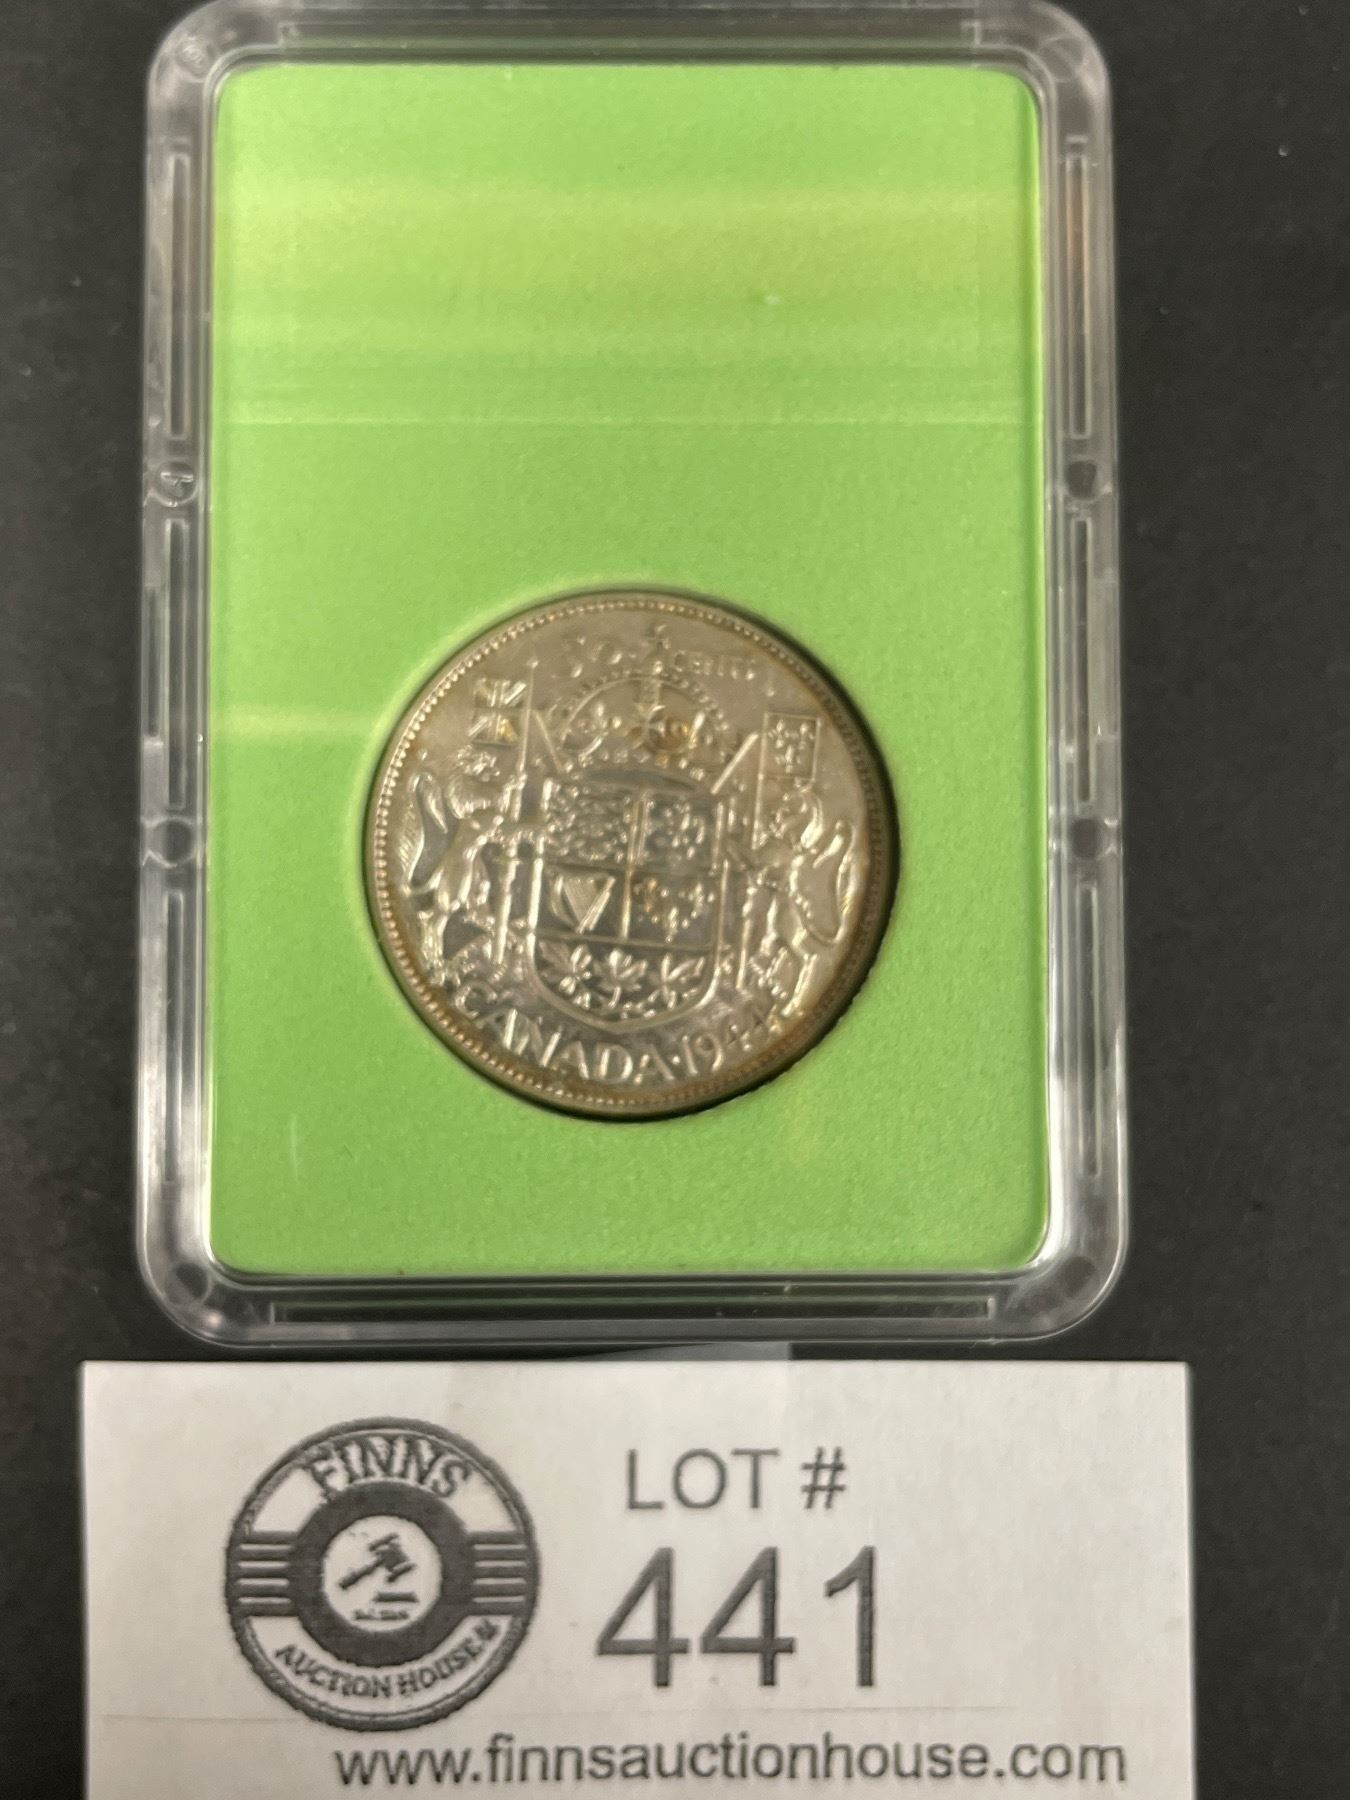 50 CENTS
CANADA·1944
FINNS
AUCTION HOUSE &
LOT #
441
www.finnsauctionhouse.com